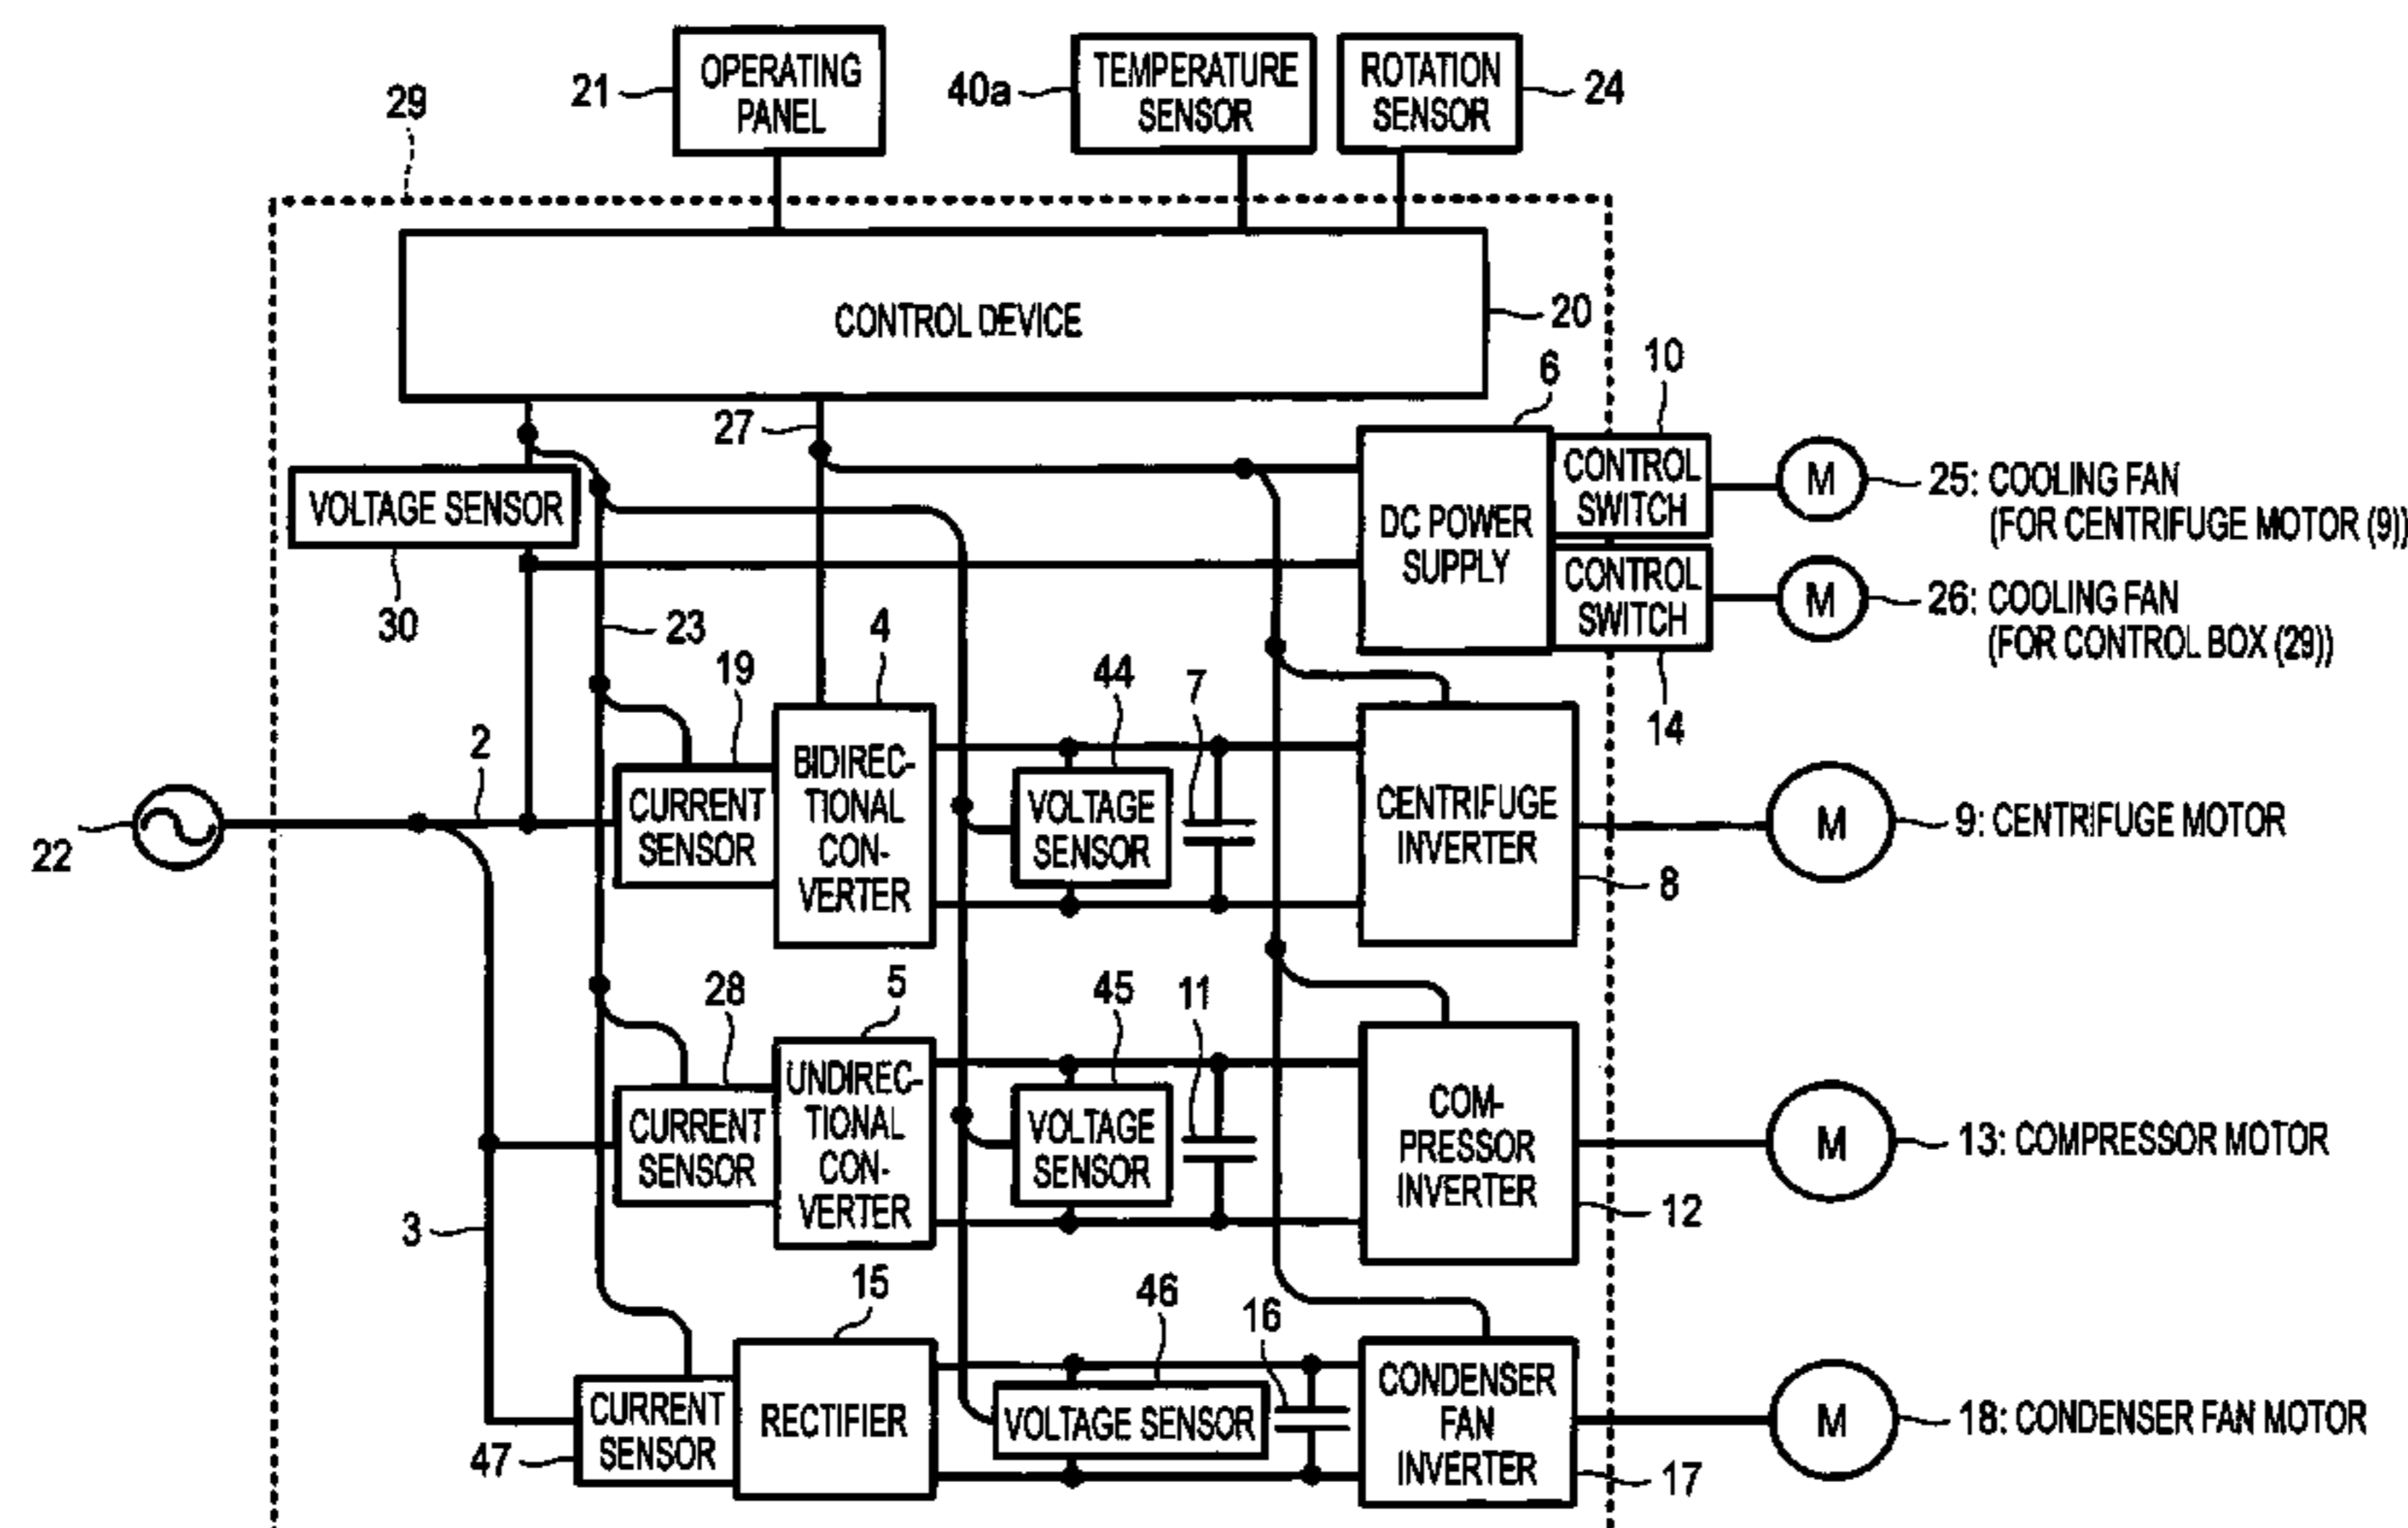 OPERATING
PANEL
21
TEMPERATURE
SENSOR
40a
ROTATION
SENSOR
24
29
CONTROL DEVICE
20
27
6
10
VOLTAGE SENSOR
30
DC POWER
SUPPLY
CONTROL
SWITCH
M
25: COOLING FAN
(FOR CENTRIFUGE MOTOR (9))
CONTROL
SWITCH
M
26: COOLING FAN
(FOR CONTROL BOX (29))
14
23
19
4
44
7
2
22
CURRENT
SENSOR
BIDIREC-
TIONAL
CON-
VERTER
VOLTAGE
SENSOR
CENTRIFUGE
INVERTER
8
M
9: CENTRIFUGE MOTOR
28
5
45
11
CURRENT
SENSOR
UNDIREC-
TIONAL
CON-
VERTER
VOLTAGE
SENSOR
COM-
PRESSOR
INVERTER
12
M
13: COMPRESSOR MOTOR
3
15
46
16
CURRENT
SENSOR
47
RECTIFIER
VOLTAGE SENSOR
CONDENSER
FAN
INVERTER
17
M
18: CONDENSER FAN MOTOR